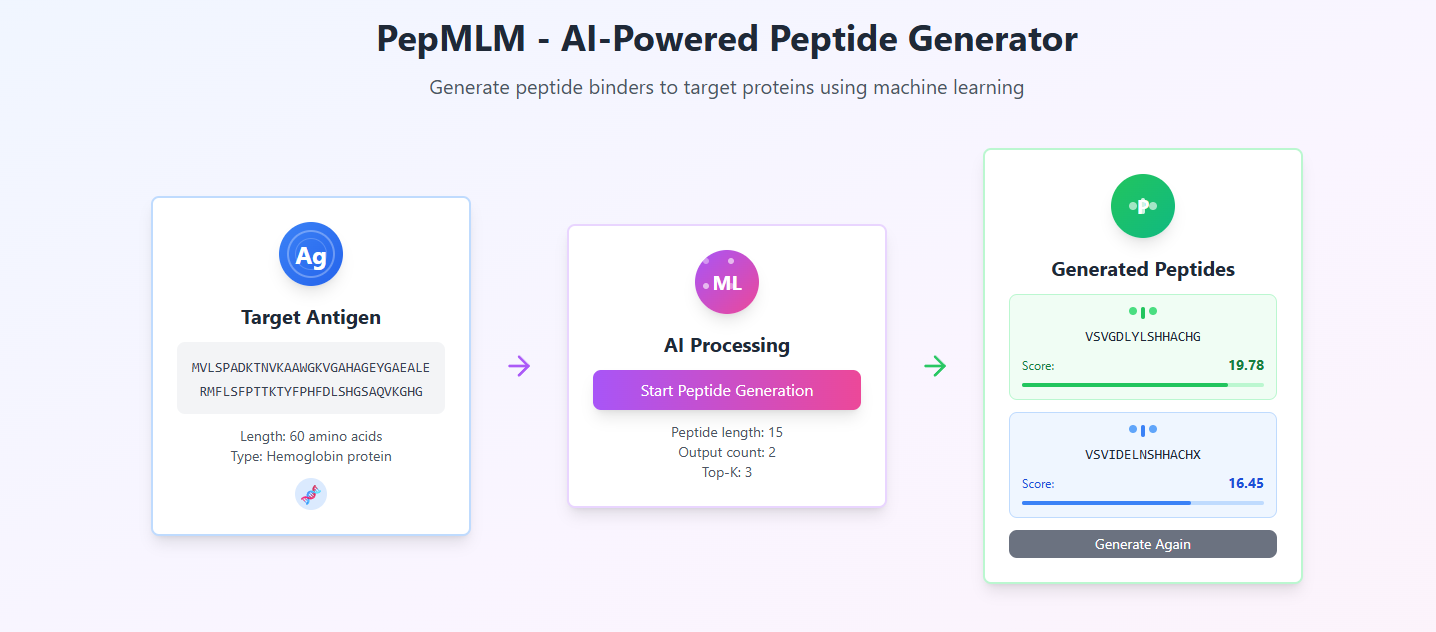 PepMLM - AI-Powered Peptide Generator
Generate peptide binders to target proteins using machine learning
Ag
Target Antigen
MVLSPADKTNVKAAWGKVGAHAGEYGAEALE
RMFLSFPTTKTYFPHFDLSHGSAQVKGHG
Length: 60 amino acids
Type: Hemoglobin protein
ML
AI Processing
Start Peptide Generation
Peptide length: 15
Output count: 2
Top-K: 3
P
Generated Peptides
VSVGDLYLSHHACHG
Score: 19.78
VSVIDELNSHHACHX
Score: 16.45
Generate Again